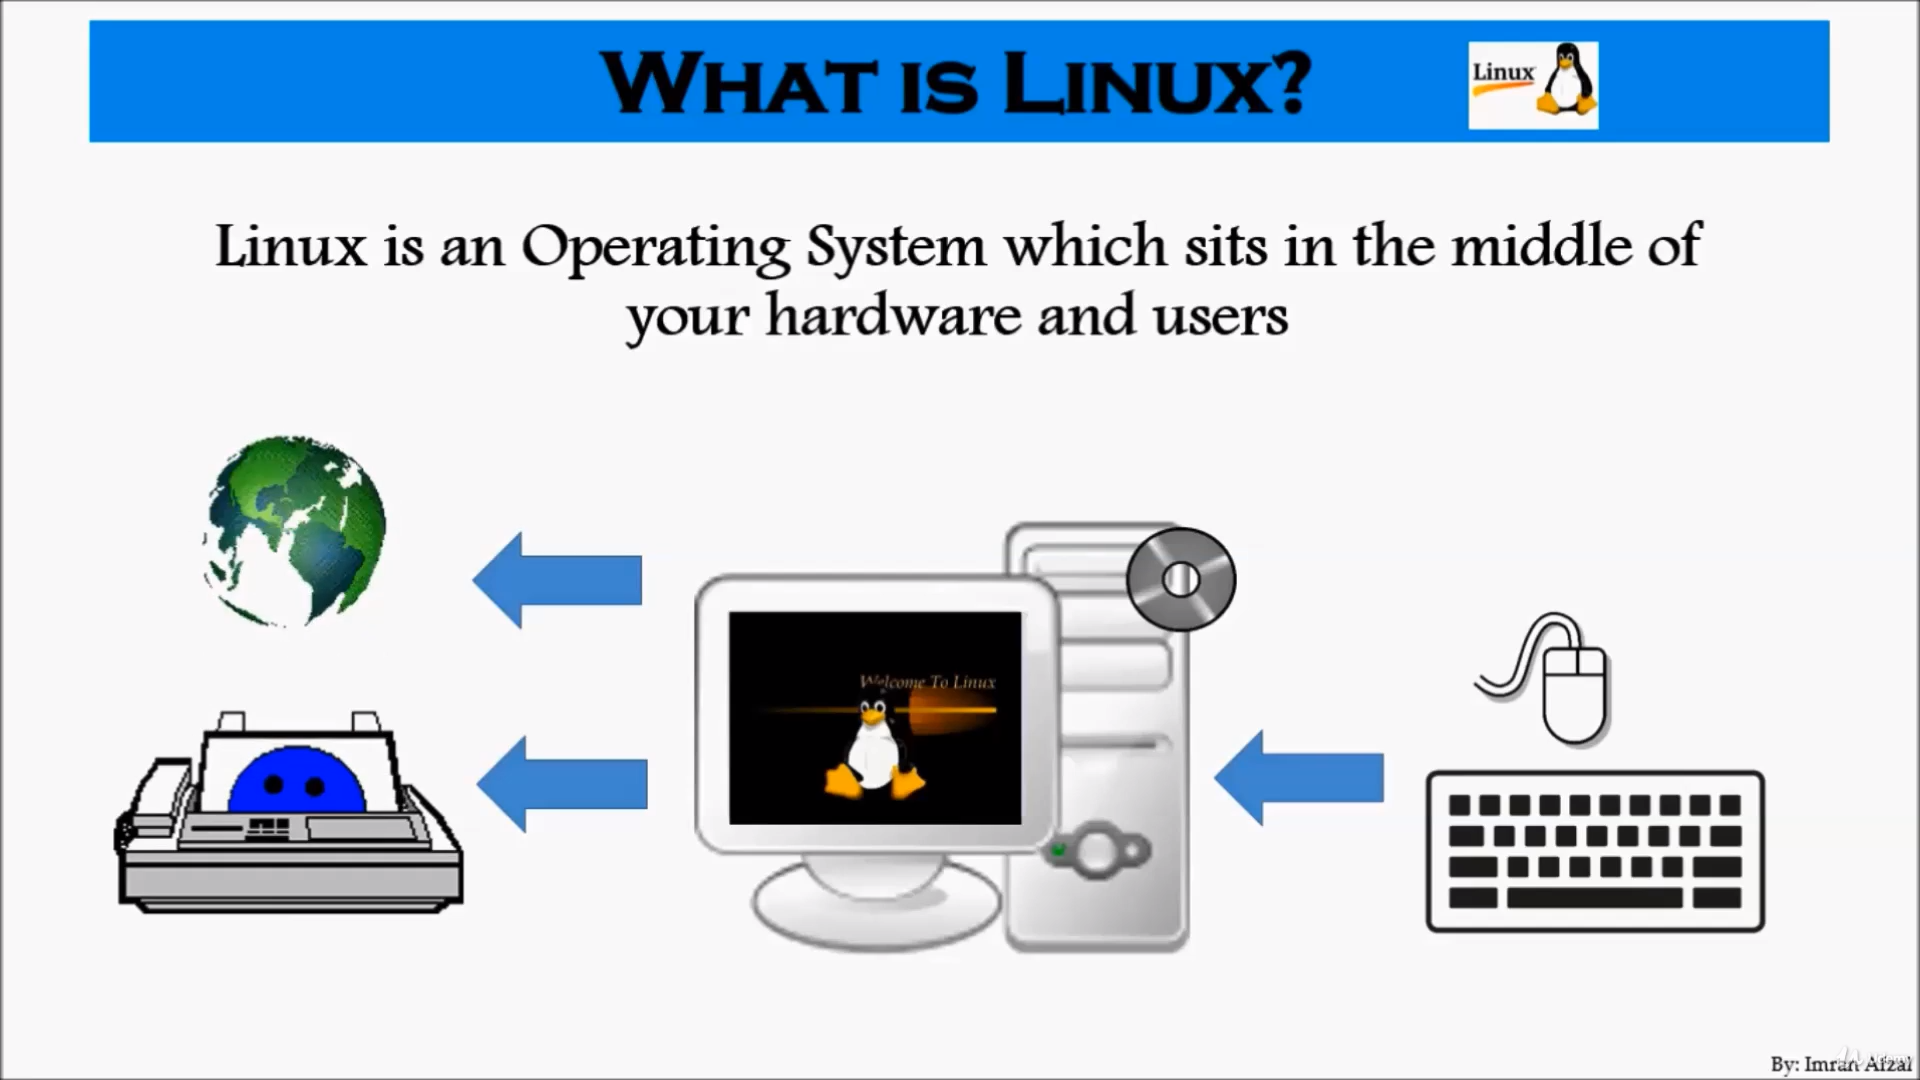 What is Linux?
Linux
Linux is an Operating System which sits in the middle of
your hardware and users
Welcome To Linux
By: Imran Afzal